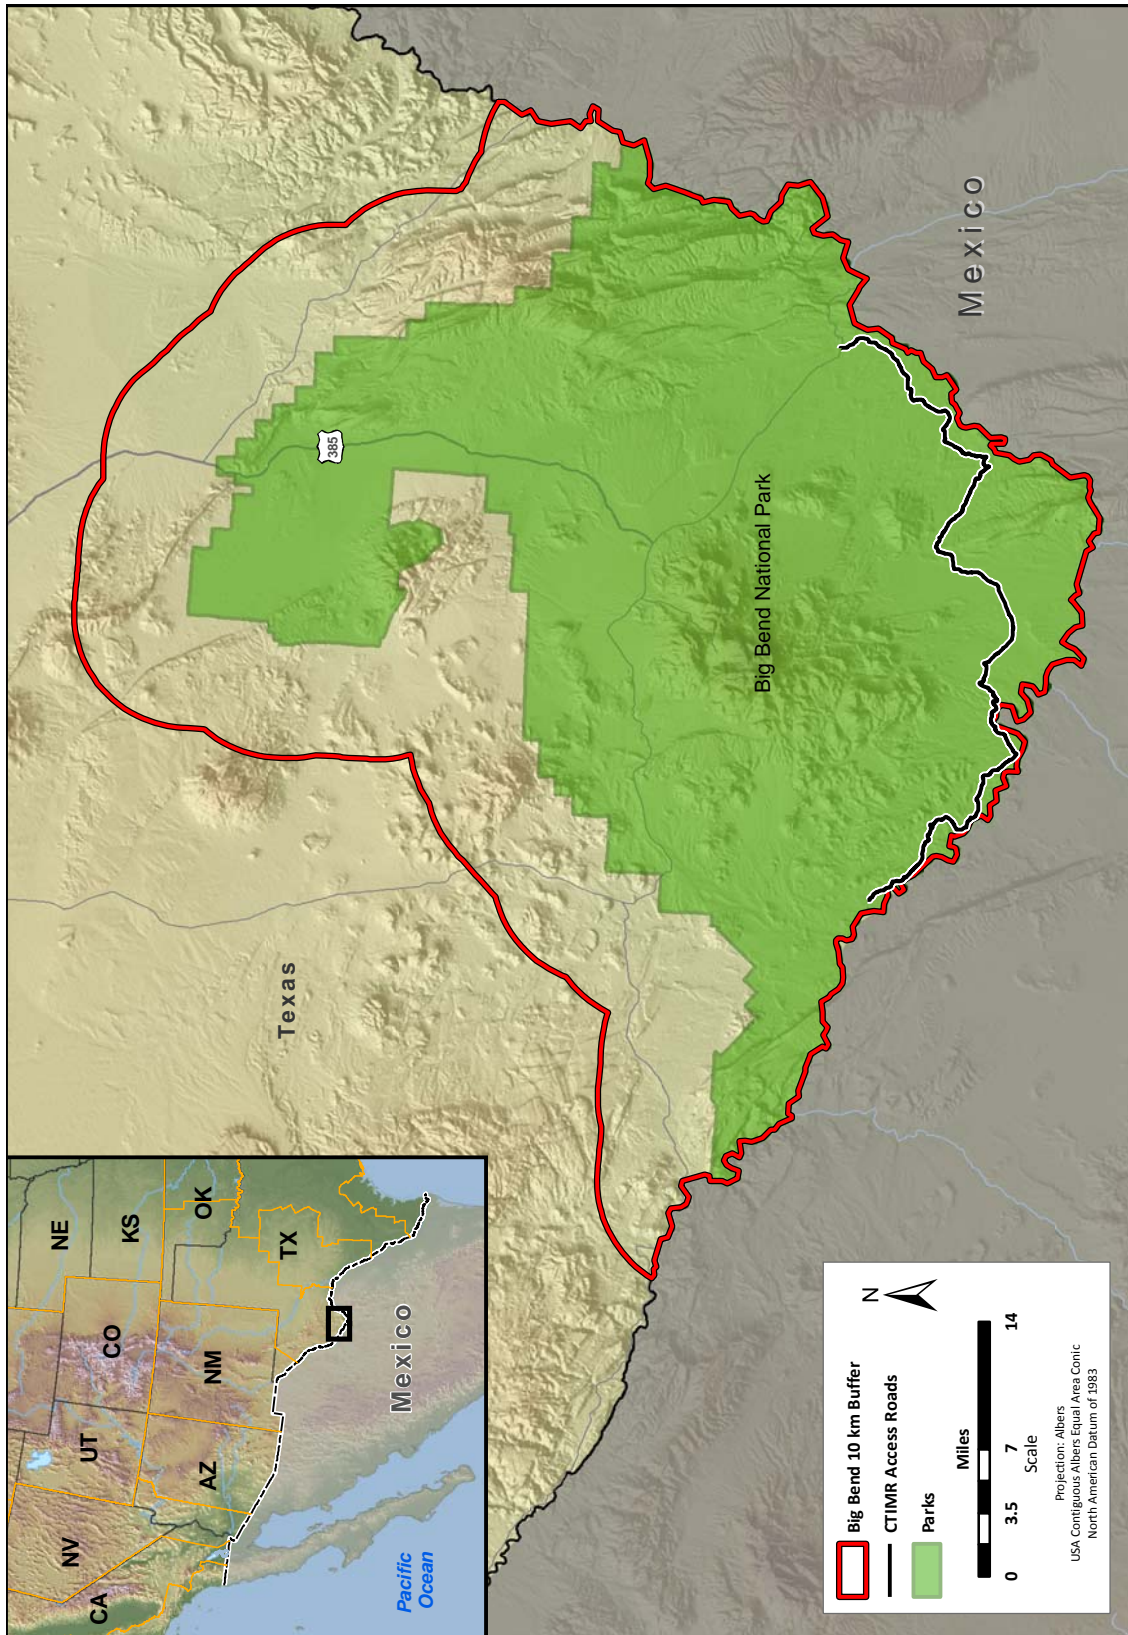 NV
UT
CO
NE
KS
CA
AZ
NM
OK
TX
Pacific
Ocean
Mexico
Texas
385
Big Bend National Park
Mexico
Big Bend 10 km Buffer
CTIMR Access Roads
Parks
N
Miles
0 3.5 7 14
Scale
Projection: Albers
USA Contiguous Albers Equal Area Conic
North American Datum of 1983